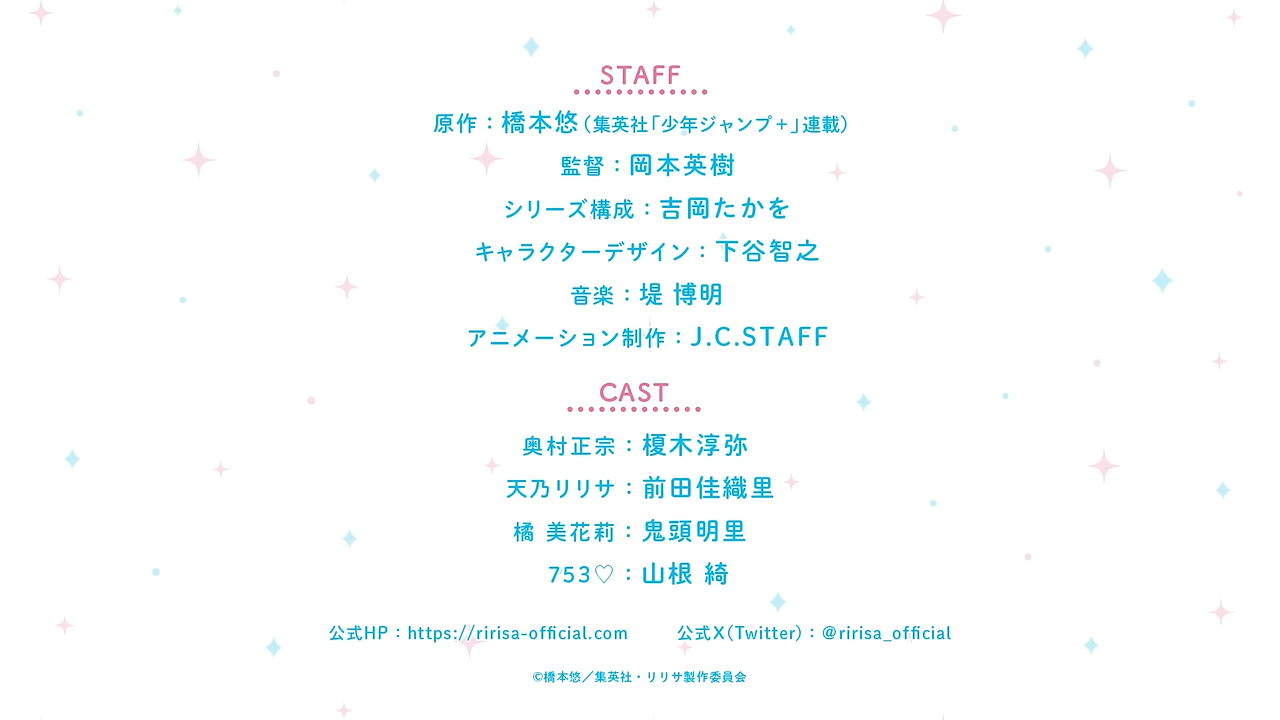 STAFF
原作：橋本悠（集英社「少年ジャンプ＋」連載）
監督：岡本英樹
シリーズ構成：吉岡たかを
キャラクターデザイン：下谷智之
音楽：堤 博明
アニメーション制作：J.C.STAFF
CAST
奥村正宗：榎木淳弥
天乃リリサ：前田佳織里
橘 美花莉：鬼頭明里
753♡：山根 綺
公式HP：https://ririsa-official.com 公式X(Twitter)：@ririsa_official
©橋本悠／集英社・リリサ製作委員会